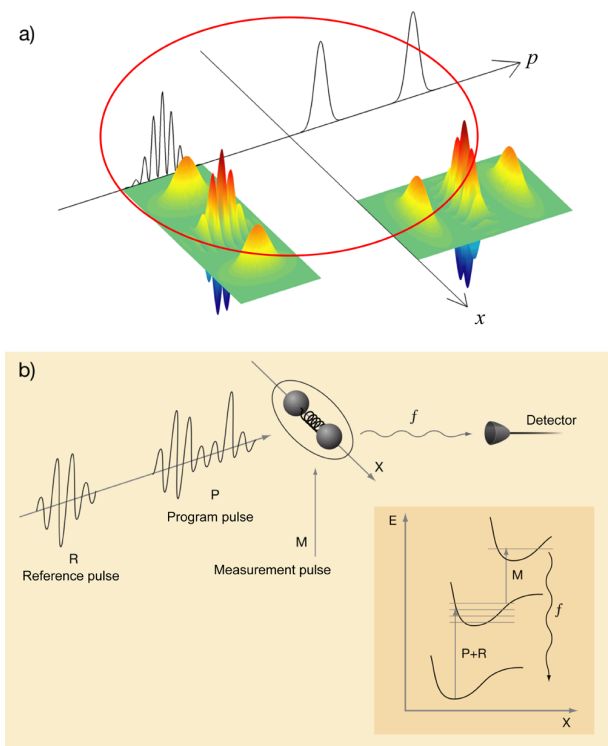 a)
p
x
b)
f
Detector
X
P
Program pulse
M
R
Reference pulse
Measurement pulse
E
M
f
P+R
X